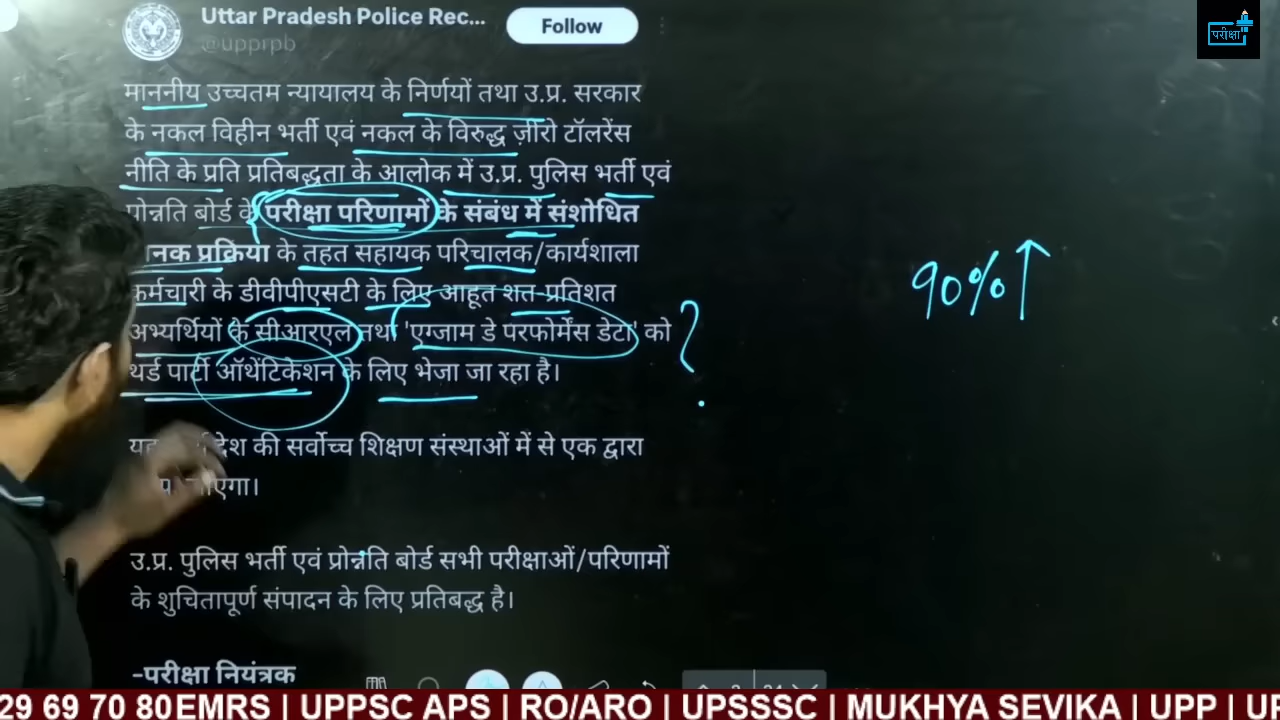 Uttar Pradesh Police Rec...
Follow
@upprpb
परीक्षा
माननीय उच्चतम न्यायालय के निर्णयों तथा उ.प्र. सरकार
के नकल विहीन भर्ती एवं नकल के विरुद्ध ज़ीरो टॉलरेंस
नीति के प्रति प्रतिबद्धता के आलोक में उ.प्र. पुलिस भर्ती एवं
बोर्ड के परीक्षा परिणामों के संबंध में संशोधित
प्रक्रिया के तहत सहायक परिचालक/कार्यशाला
कर्मचारी के डीवीपीएसटी के लिए आहूत शत-प्रतिशत
अभ्यर्थियों के सीआरएल तथा 'एग्जाम डे परफोर्मेंस डेटा' को ?
थर्ड पार्टी ऑथेंटिकेशन के लिए भेजा जा रहा है।
90% ↑
की सर्वोच्च शिक्षण संस्थाओं में से एक द्वारा
उ.प्र. पुलिस भर्ती एवं प्रोन्नति बोर्ड सभी परीक्षाओं/परिणामों
के शुचितापूर्ण संपादन के लिए प्रतिबद्ध है।
-परीक्षा नियंत्रक
29 69 70 80 EMRS | UPPSC APS | RO/ARO | UPSSSC | MUKHYA SEVIKA | UPP |